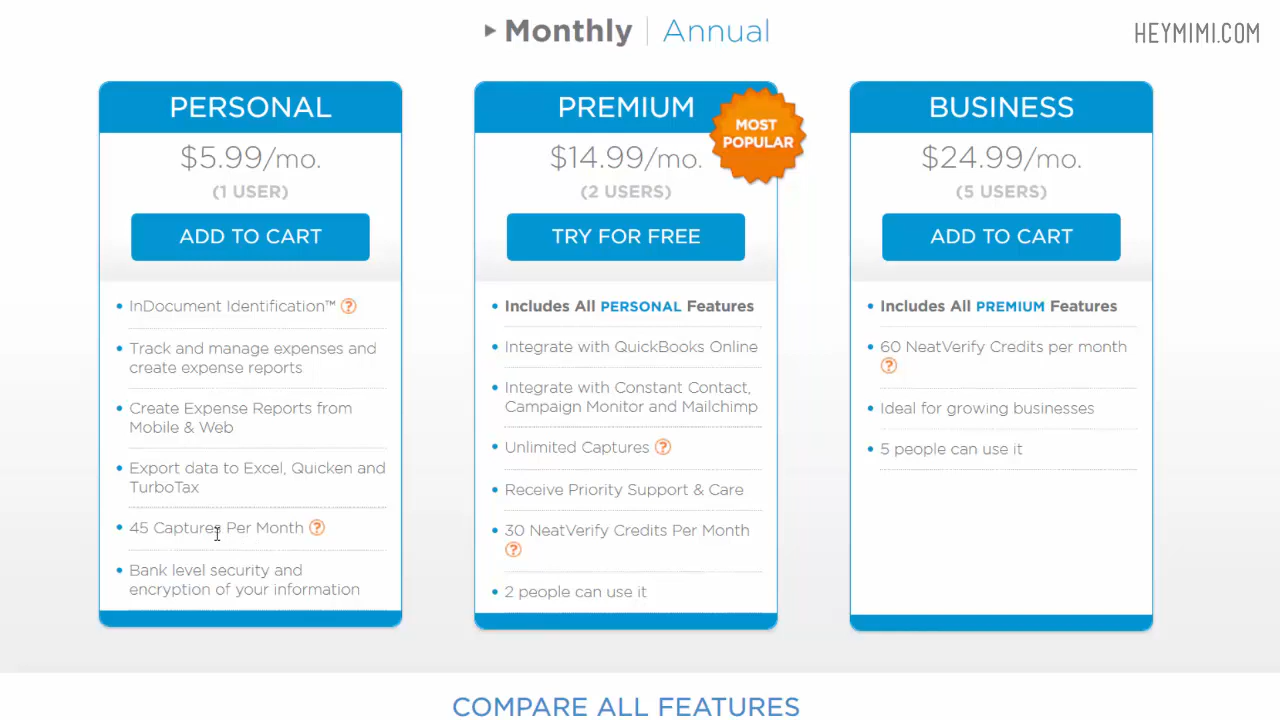 Monthly | Annual
HEYMIMI.COM
PERSONAL
$5.99/mo.
(1 USER)
ADD TO CART
InDocument Identification™ ?
Track and manage expenses and
create expense reports
Create Expense Reports from
Mobile & Web
Export data to Excel, Quicken and
TurboTax
45 Captures Per Month ?
Bank level security and
encryption of your information
PREMIUM
MOST
POPULAR
$14.99/mo.
(2 USERS)
TRY FOR FREE
Includes All PERSONAL Features
Integrate with QuickBooks Online
Integrate with Constant Contact,
Campaign Monitor and Mailchimp
Unlimited Captures ?
Receive Priority Support & Care
30 NeatVerify Credits Per Month
?
2 people can use it
BUSINESS
$24.99/mo.
(5 USERS)
ADD TO CART
Includes All PREMIUM Features
60 NeatVerify Credits per month
?
Ideal for growing businesses
5 people can use it
COMPARE ALL FEATURES